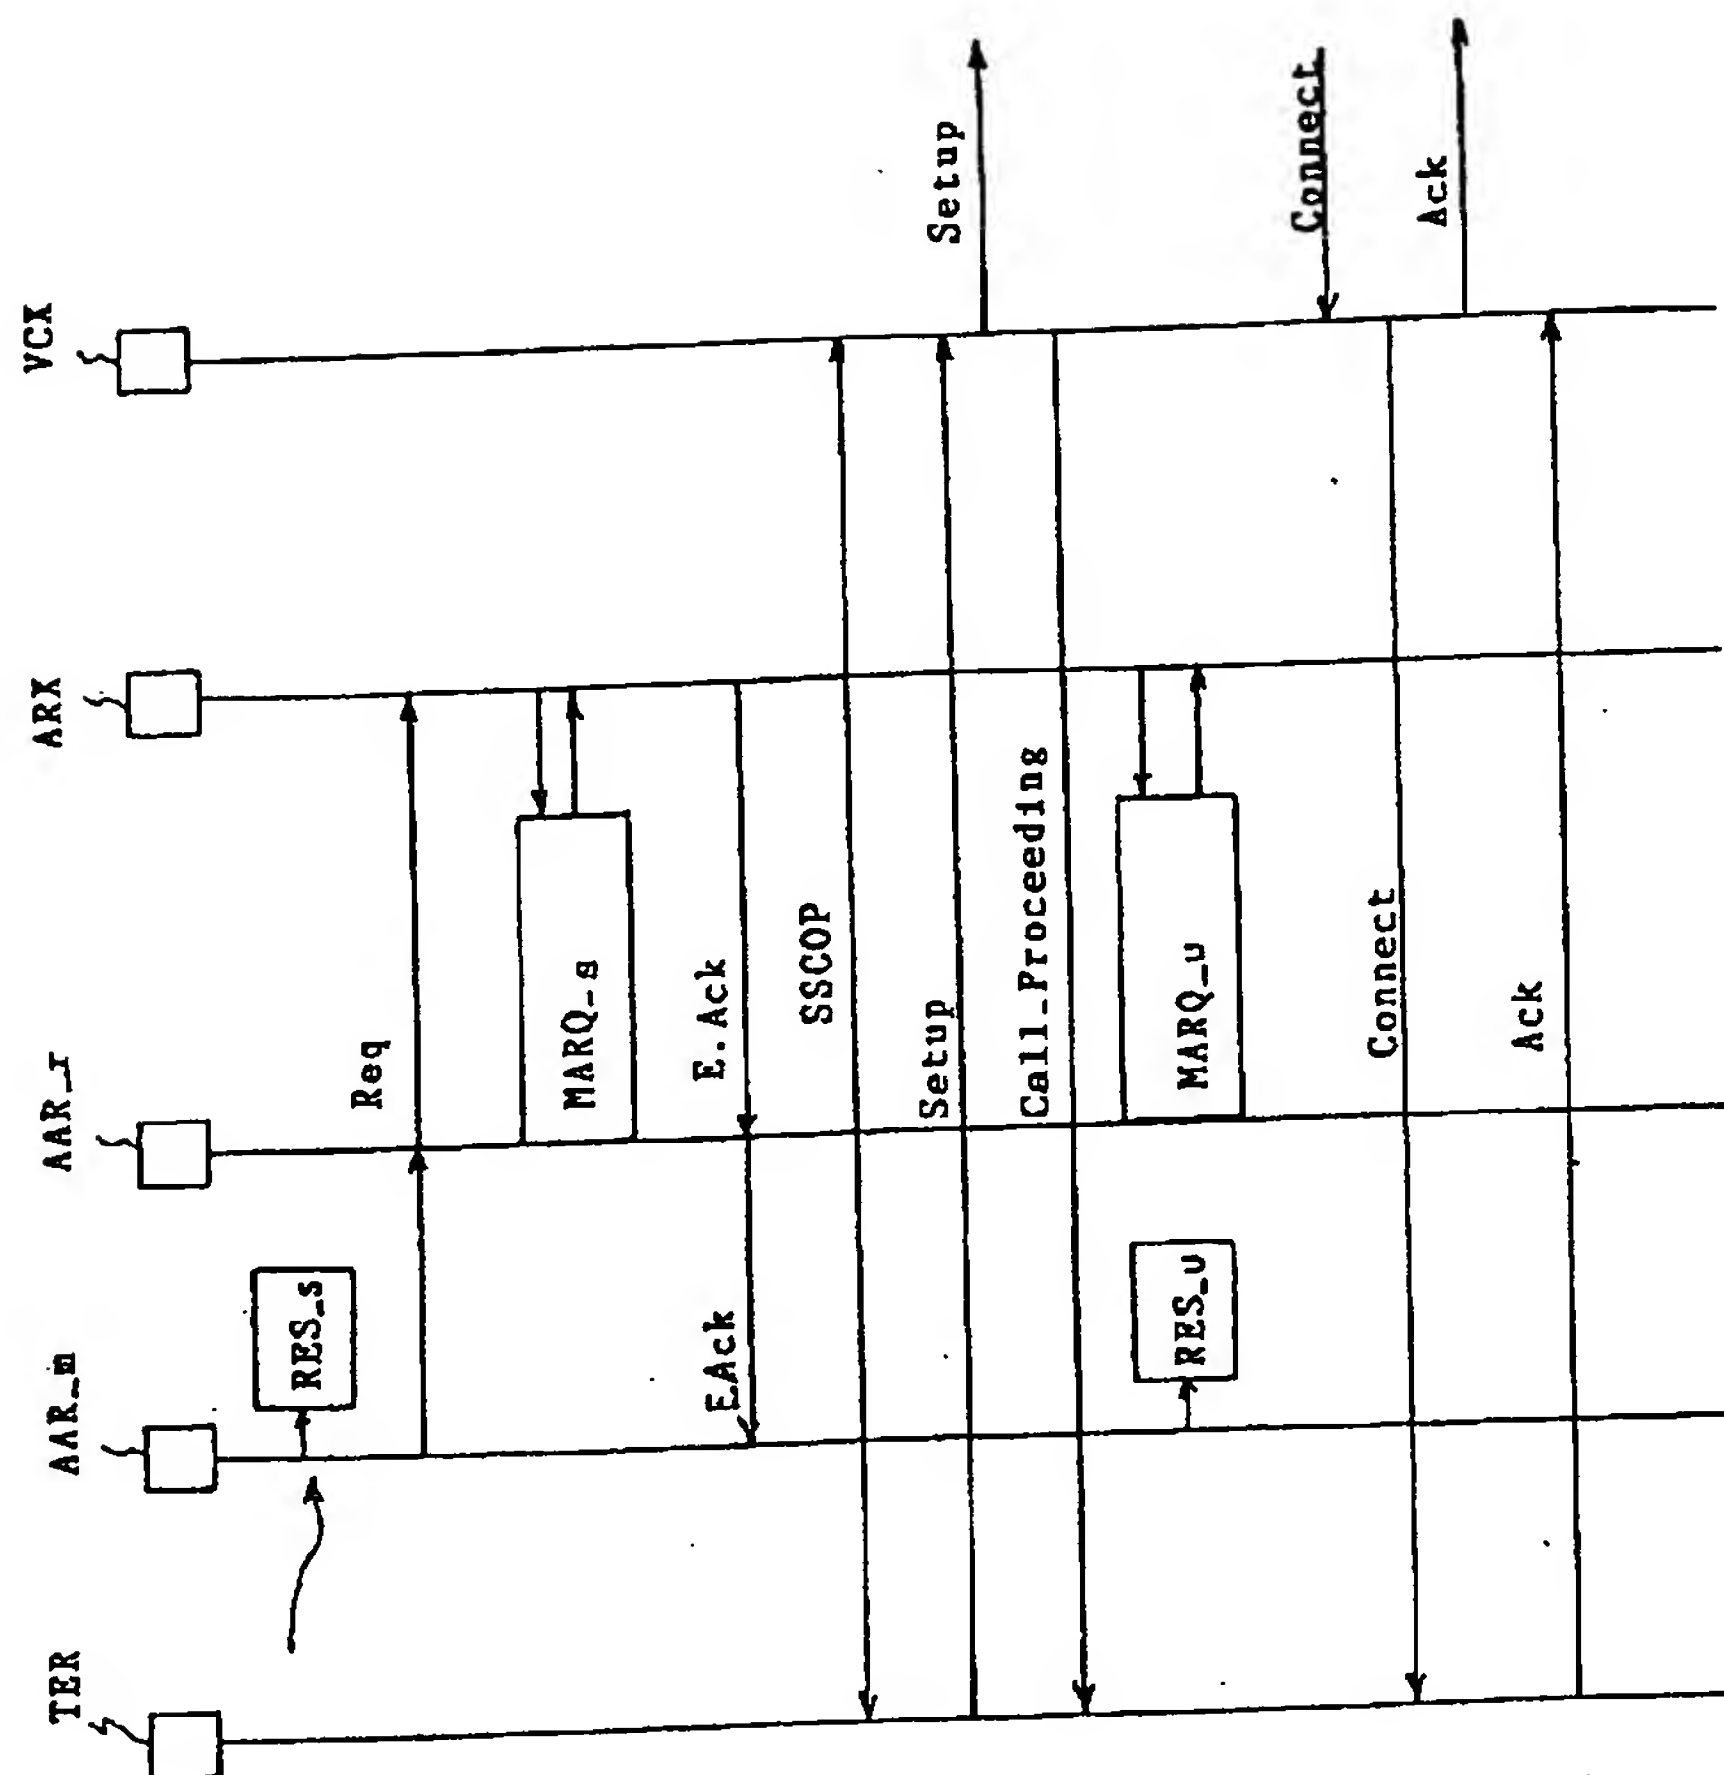 TER
AAR_m
AAR_r
ARX
VCX
RES_s
Req
MARQ_s
EAck
E.Ack
SSCOP
Setup
Setup
Call_Proceeding
RES_u
MARQ_u
Connect
Connect
Ack
Ack